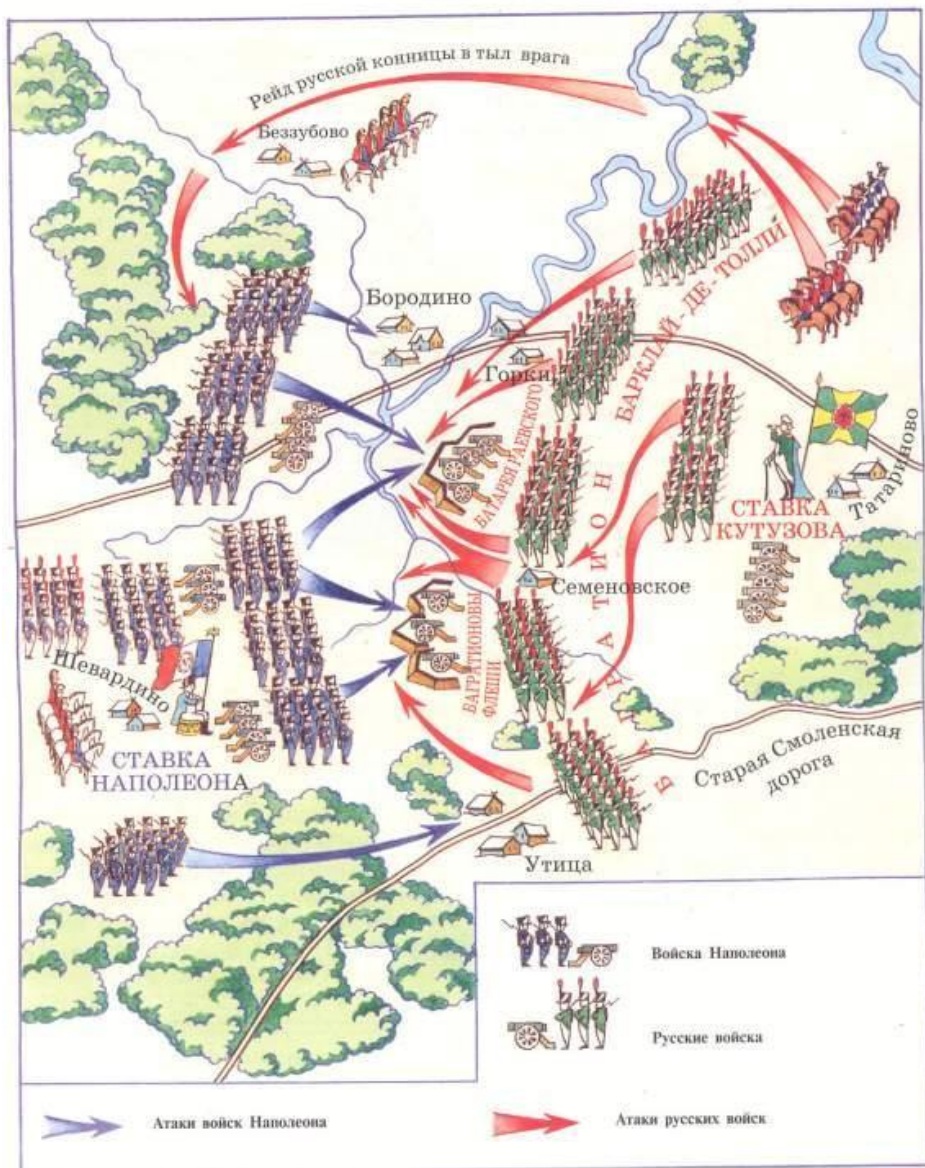 Рейд русской конницы в тыл врага
Беззубово
Бородино
Горки
БАРКЛАЙ-ДЕ-ТОЛЛИ́
БАТАРЕЯ РАЕВСКОГО
Татариново
СТАВКА
КУТУЗОВА
Семеновское
БАГРАТИОН
БАГРАТИОНОВЫ
ФЛЕШИ
Шевардино
СТАВКА
НАПОЛЕОНА
Старая Смоленская
дорога
Утица
Войска Наполеона
Русские войска
Атаки войск Наполеона
Атаки русских войск